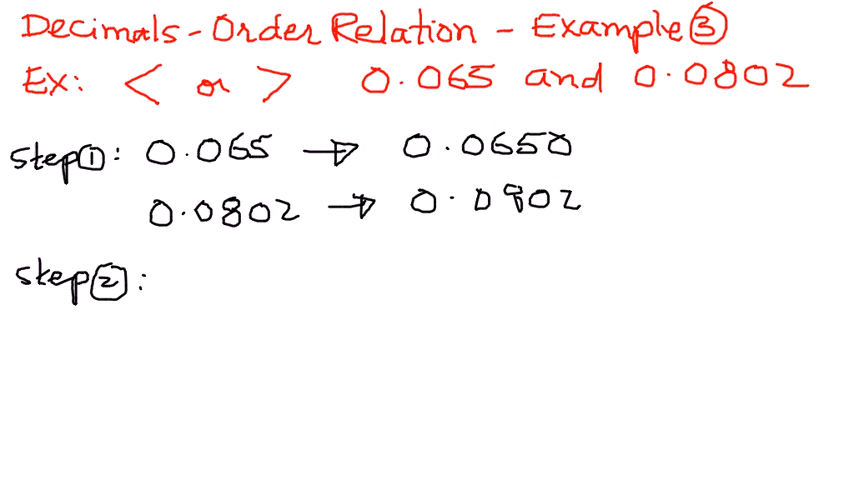 Decimals - Order Relation - Example ③
Ex: < or > 0.065 and 0.0802
Step ①: 0.065 → 0.0650
0.0802 → 0.0802
Step ②: